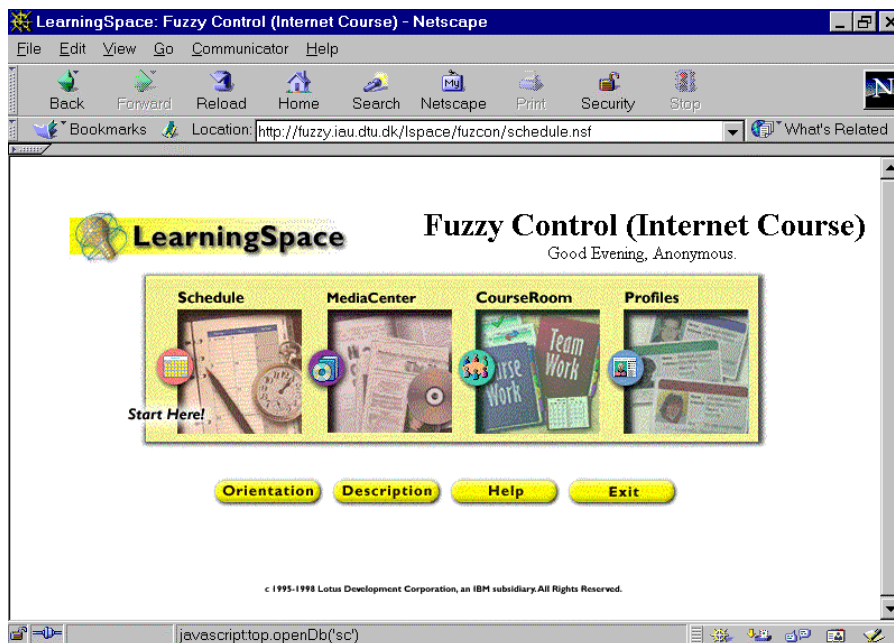 LearningSpace: Fuzzy Control (Internet Course) - Netscape
File Edit View Go Communicator Help
Back Forward Reload Home Search Netscape Print Security Stop
My
N
Bookmarks Location: http://fuzzy.iau.dtu.dk/lspace/fuzcon/schedule.nsf What's Related
LearningSpace
Fuzzy Control (Internet Course)
Good Evening, Anonymous.
Schedule MediaCenter CourseRoom Profiles
Team
Work
urse
Work
Start Here!
Orientation Description Help Exit
c 1995-1998 Lotus Development Corporation, an IBM subsidiary.All Rights Reserved.
javascript:top.openDb('sc')